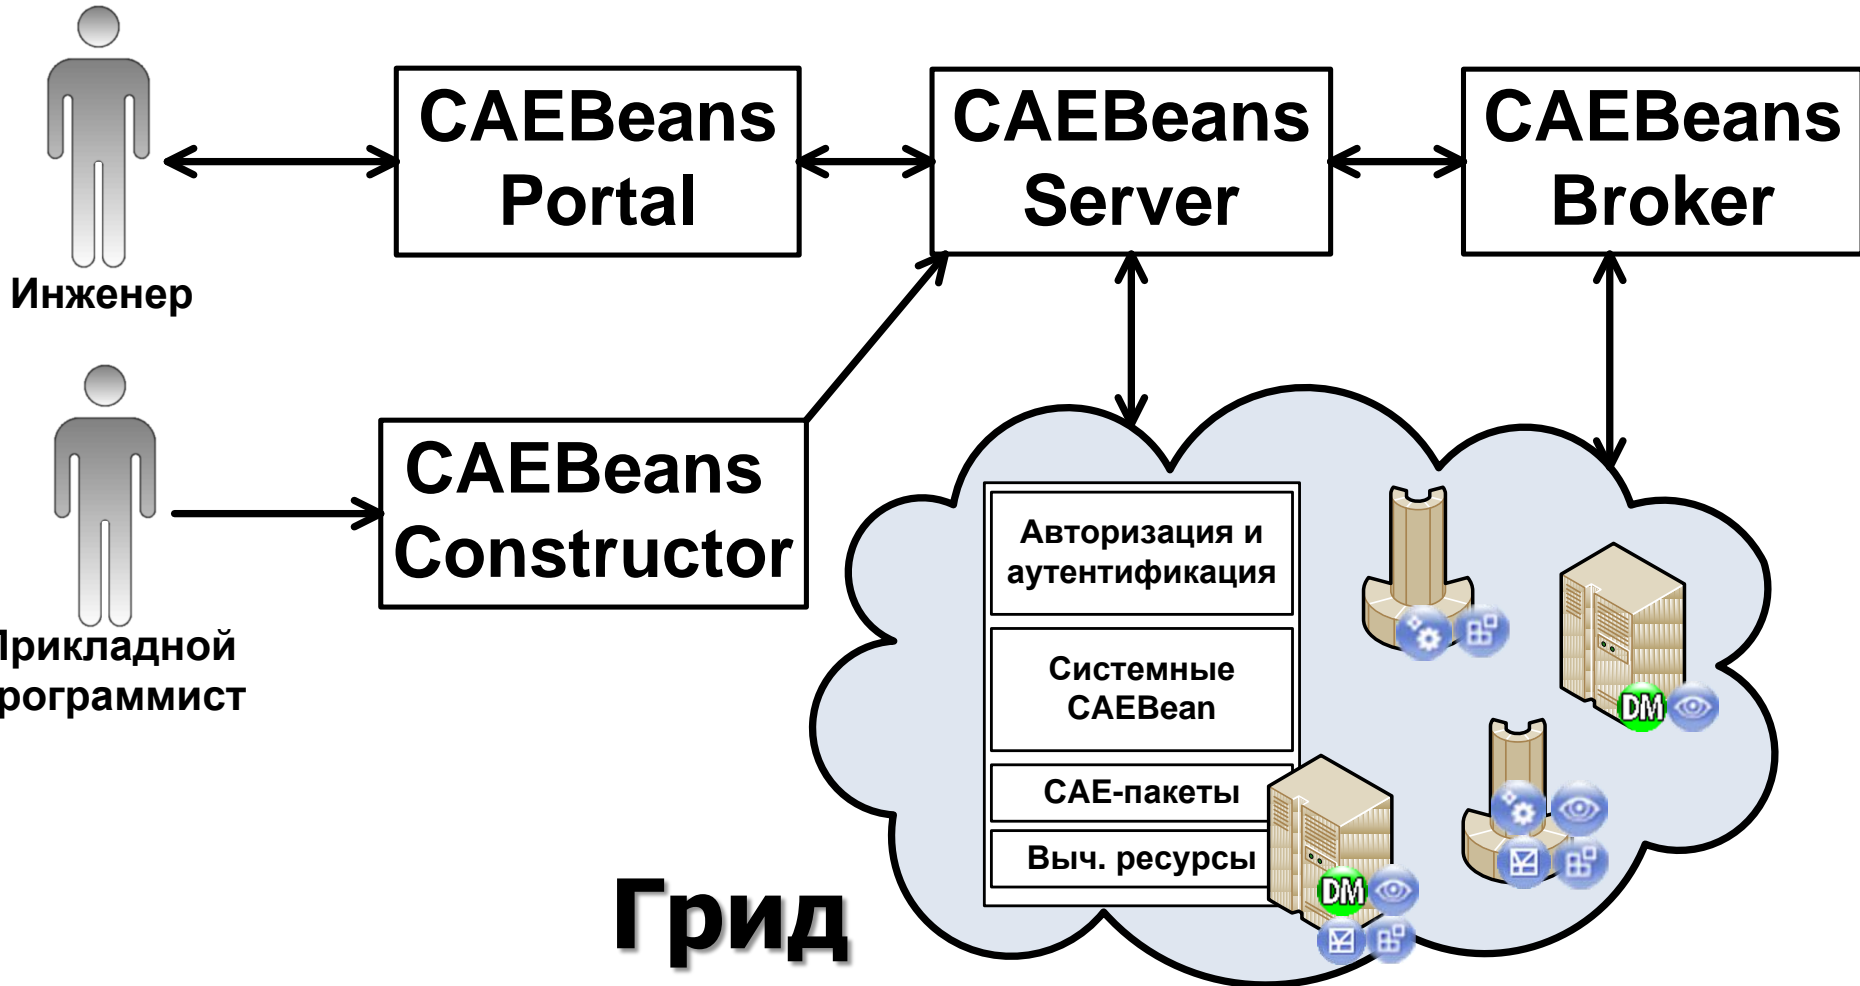 CAEBeans
Portal
CAEBeans
Server
CAEBeans
Broker
Инженер
CAEBeans
Constructor
Прикладной
рограммист
Авторизация и
аутентификация
Системные
CAEBean
CAE-пакеты
Выч. ресурсы
DM
DM
Грид